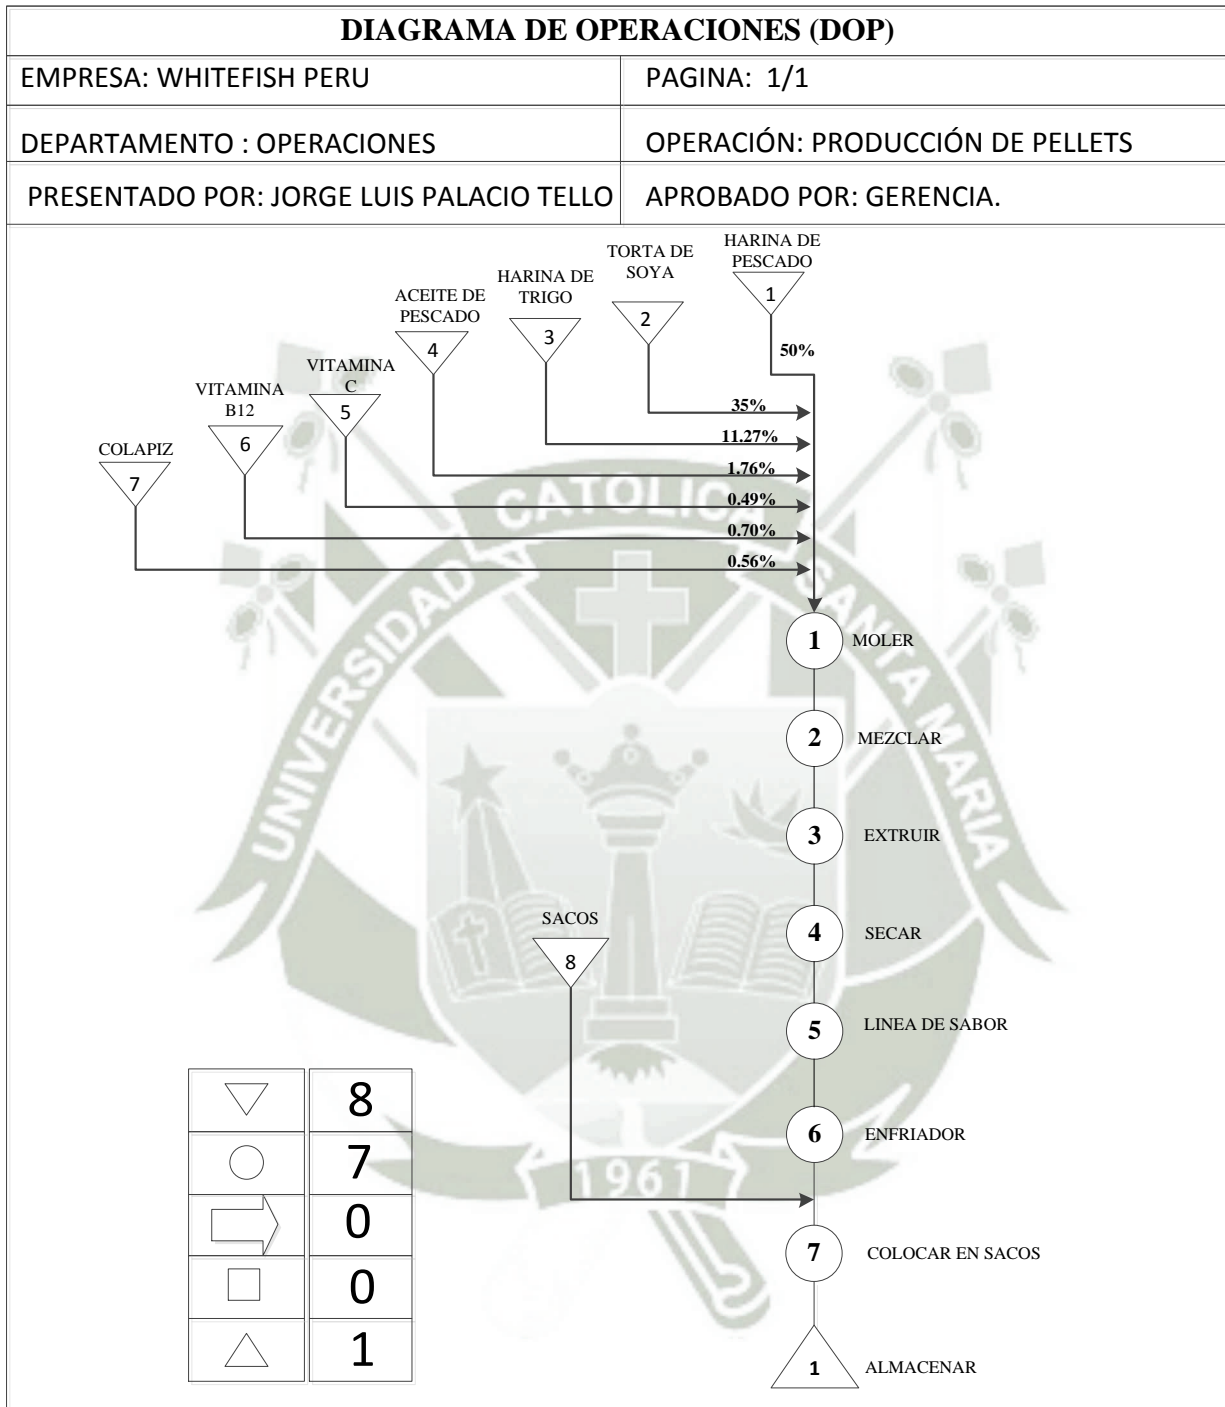 DIAGRAMA DE OPERACIONES (DOP)
EMPRESA: WHITEFISH PERU
PAGINA: 1/1
DEPARTAMENTO : OPERACIONES
OPERACIÓN: PRODUCCIÓN DE PELLETS
PRESENTADO POR: JORGE LUIS PALACIO TELLO
APROBADO POR: GERENCIA.
HARINA DE
PESCADO
1
50%
TORTA DE
SOYA
2
35%
HARINA DE
TRIGO
3
11.27%
ACEITE DE
PESCADO
4
1.76%
VITAMINA
C
5
0.49%
VITAMINA
B12
6
0.70%
COLAPIZ
7
0.56%
1 MOLER
2 MEZCLAR
3 EXTRUIR
4 SECAR
5 LINEA DE SABOR
6 ENFRIADOR
SACOS
8
7 COLOCAR EN SACOS
1 ALMACENAR
8
7
0
0
1
UNIVERSIDAD CATOLICA SANTA MARIA
1961